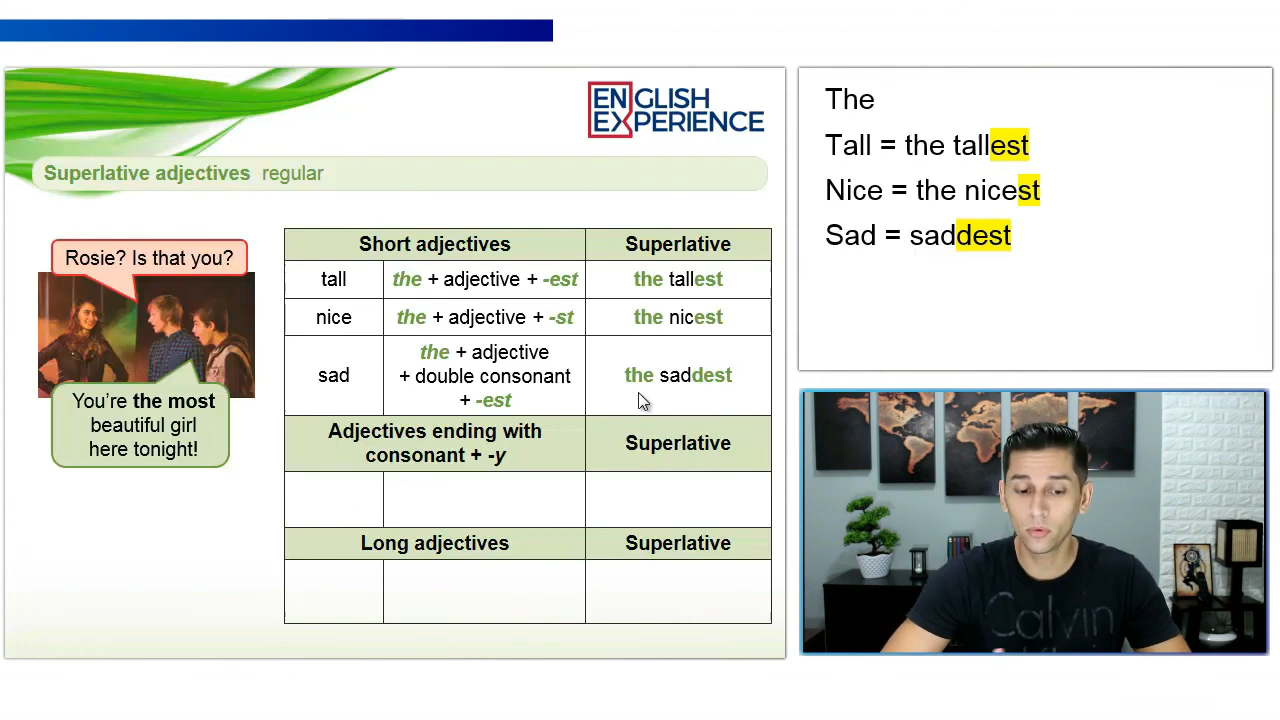 ENGLISH
EXPERIENCE
Superlative adjectives regular
Rosie? Is that you?
You're the most
beautiful girl
here tonight!
Short adjectives Superlative
tall the + adjective + -est the tallest
nice the + adjective + -st the nicest
sad the + adjective
+ double consonant
+ -est the saddest
Adjectives ending with
consonant + -y Superlative
Long adjectives Superlative
The
Tall = the tallest
Nice = the nicest
Sad = saddest
Calvin